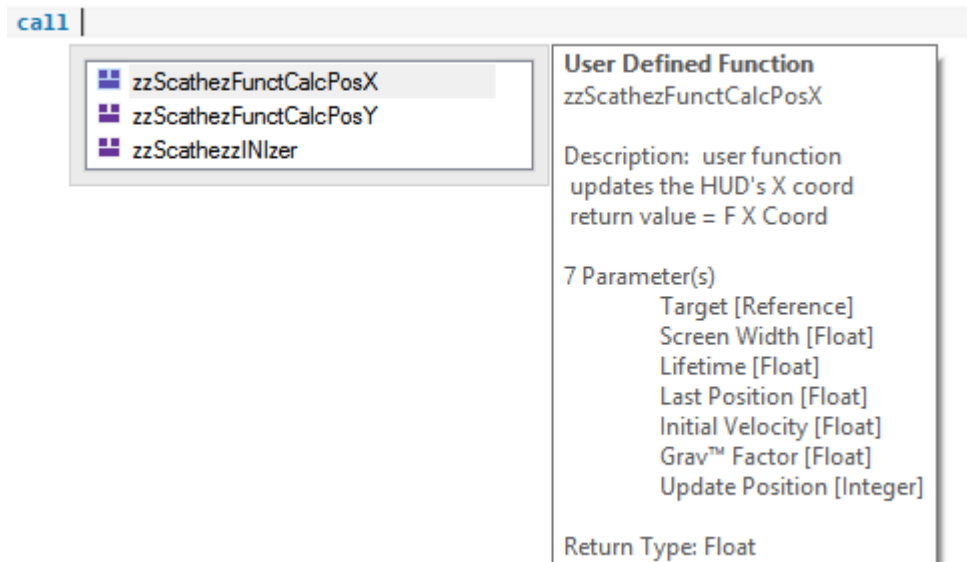 call
zzScathezFunctCalcPosX
zzScathezFunctCalcPosY
zzScathezzINIzer
User Defined Function
zzScathezFunctCalcPosX
Description:  user function
updates the HUD's X coord
return value = F X Coord
7 Parameter(s)
Target [Reference]
Screen Width [Float]
Lifetime [Float]
Last Position [Float]
Initial Velocity [Float]
Grav™ Factor [Float]
Update Position [Integer]
Return Type: Float